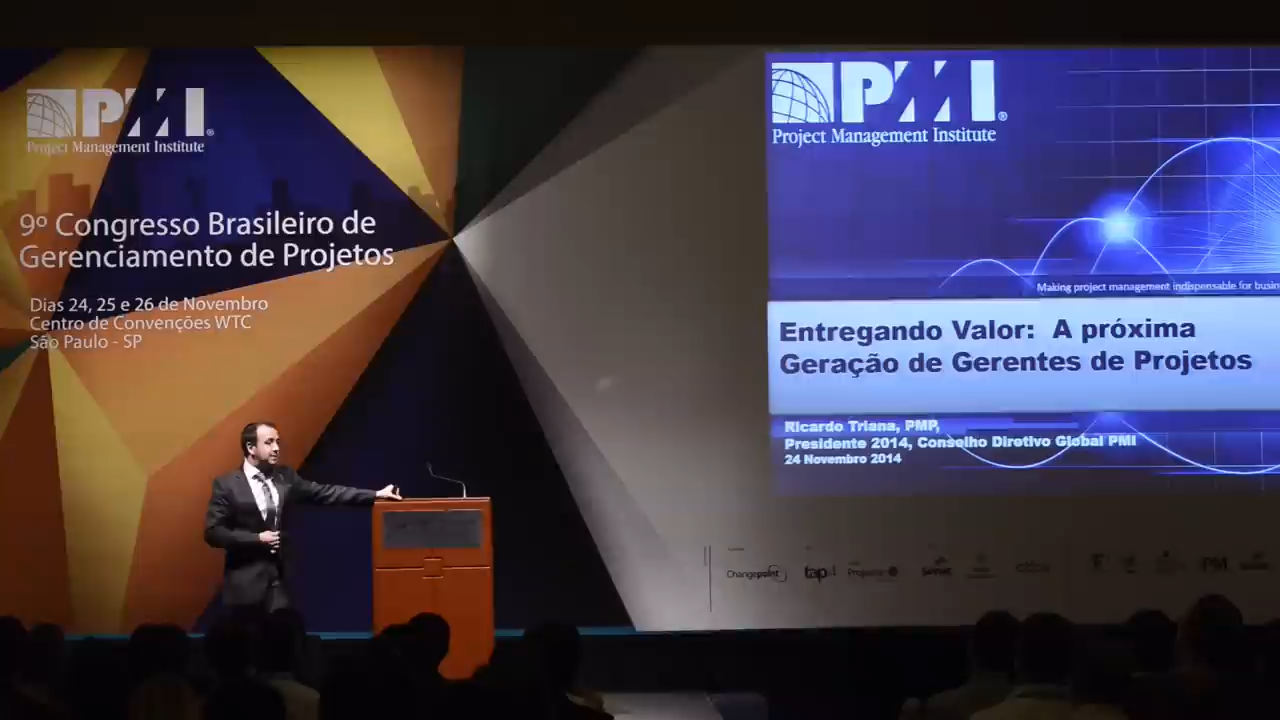 PMI®
Project Management Institute
9º Congresso Brasileiro de
Gerenciamento de Projetos
Dias 24, 25 e 26 de Novembro
Centro de Convenções WTC
São Paulo - SP
PMI®
Project Management Institute
Making project management indispensable for busin
Entregando Valor: A próxima
Geração de Gerentes de Projetos
Ricardo Triana, PMP,
Presidente 2014, Conselho Diretivo Global PMI
24 Novembro 2014
Changepoint
PM